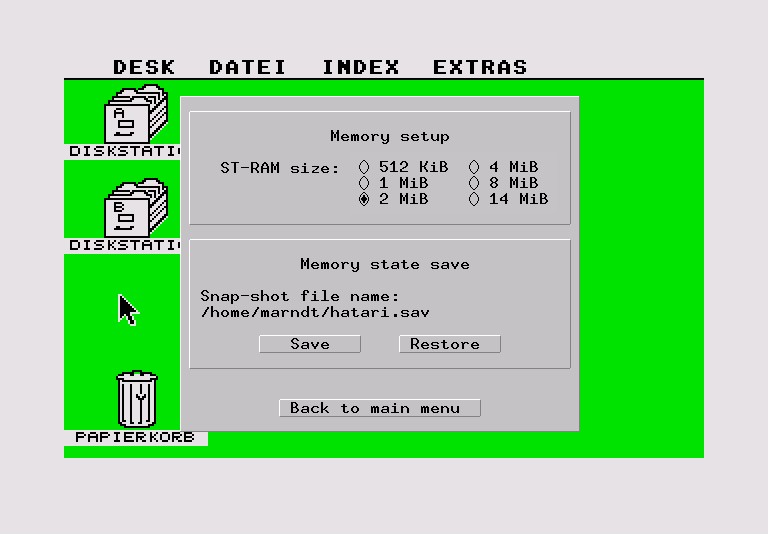 DESK DATEI INDEX EXTRAS
A
DISKSTATI
B
DISKSTATI
PAPIERKORB
Memory setup
ST-RAM size: 512 KiB 4 MiB
1 MiB 8 MiB
2 MiB 14 MiB
Memory state save
Snap-shot file name:
/home/marndt/hatari.sav
Save Restore
Back to main menu